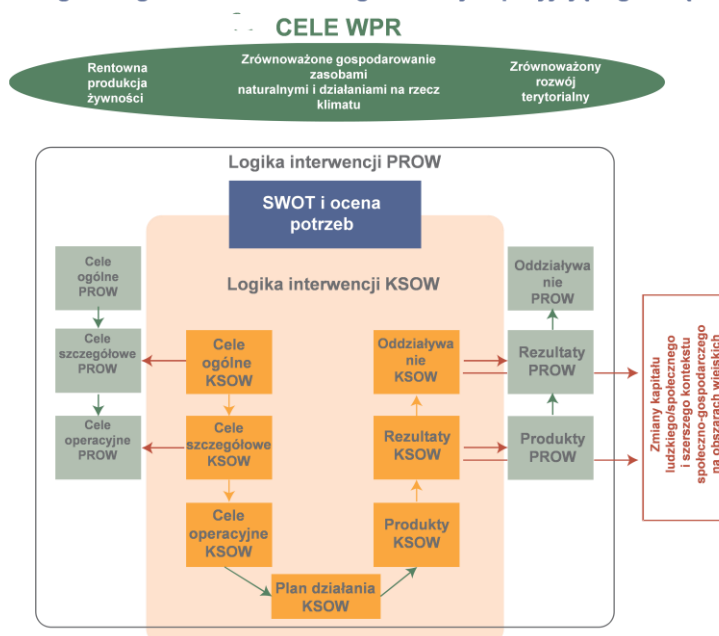 CELE WPR
Rentowna
produkcja
żywności
Zrównoważone gospodarowanie
zasobami
naturalnymi i działaniami na rzecz
klimatu
Zrównoważony
rozwój
terytorialny
Logika interwencji PROW
SWOT i ocena
potrzeb
Logika interwencji KSOW
Cele
ogólne
PROW
Cele
szczegółowe
PROW
Cele
operacyjne
PROW
Cele
ogólne
KSOW
Cele
szczegółowe
KSOW
Cele
operacyjne
KSOW
Plan działania
KSOW
Produkty
KSOW
Rezultaty
KSOW
Oddziaływa
nie
KSOW
Oddziaływa
nie
PROW
Rezultaty
PROW
Produkty
PROW
Zmiany kapitału
ludzkiego/społecznego
i szerszego kontekstu
społeczno-gospodarczego
na obszarach wiejskich